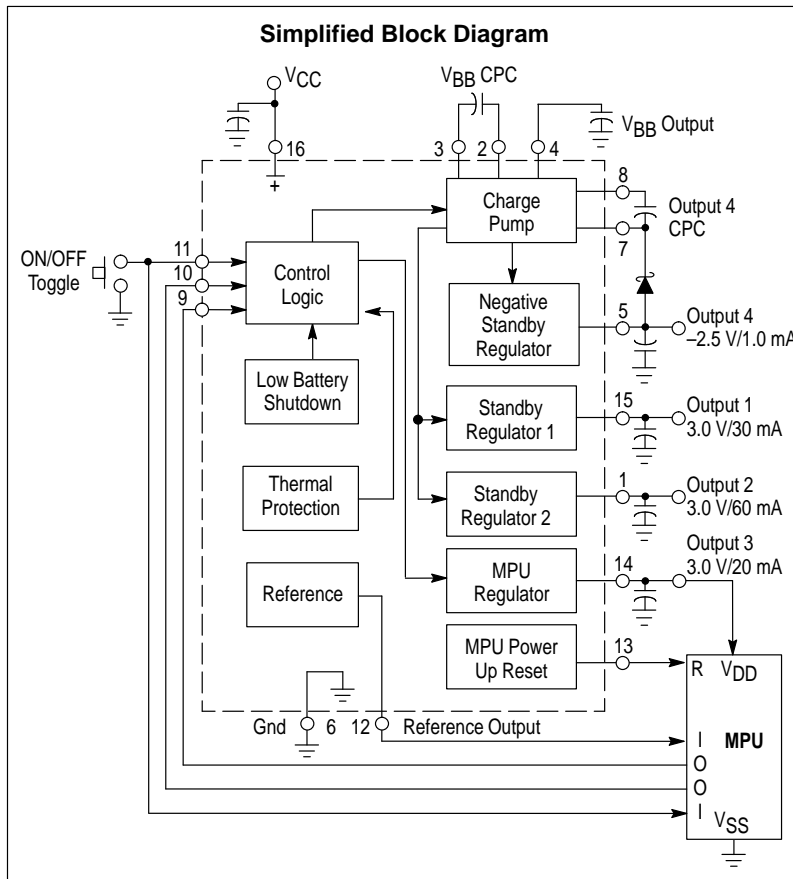 Simplified Block Diagram
VCC
VBB CPC
VBB Output
16
3
2
4
+
8
Charge
Pump
Output 4
CPC
7
ON/OFF
Toggle
11
10
9
Control
Logic
Negative
Standby
Regulator
5
Output 4
–2.5 V/1.0 mA
Low Battery
Shutdown
Standby
Regulator 1
15
Output 1
3.0 V/30 mA
Thermal
Protection
Standby
Regulator 2
1
Output 2
3.0 V/60 mA
Output 3
3.0 V/20 mA
Reference
MPU
Regulator
14
MPU Power
Up Reset
13
R
VDD
Gnd
6
12
Reference Output
I
MPU
O
O
I
VSS